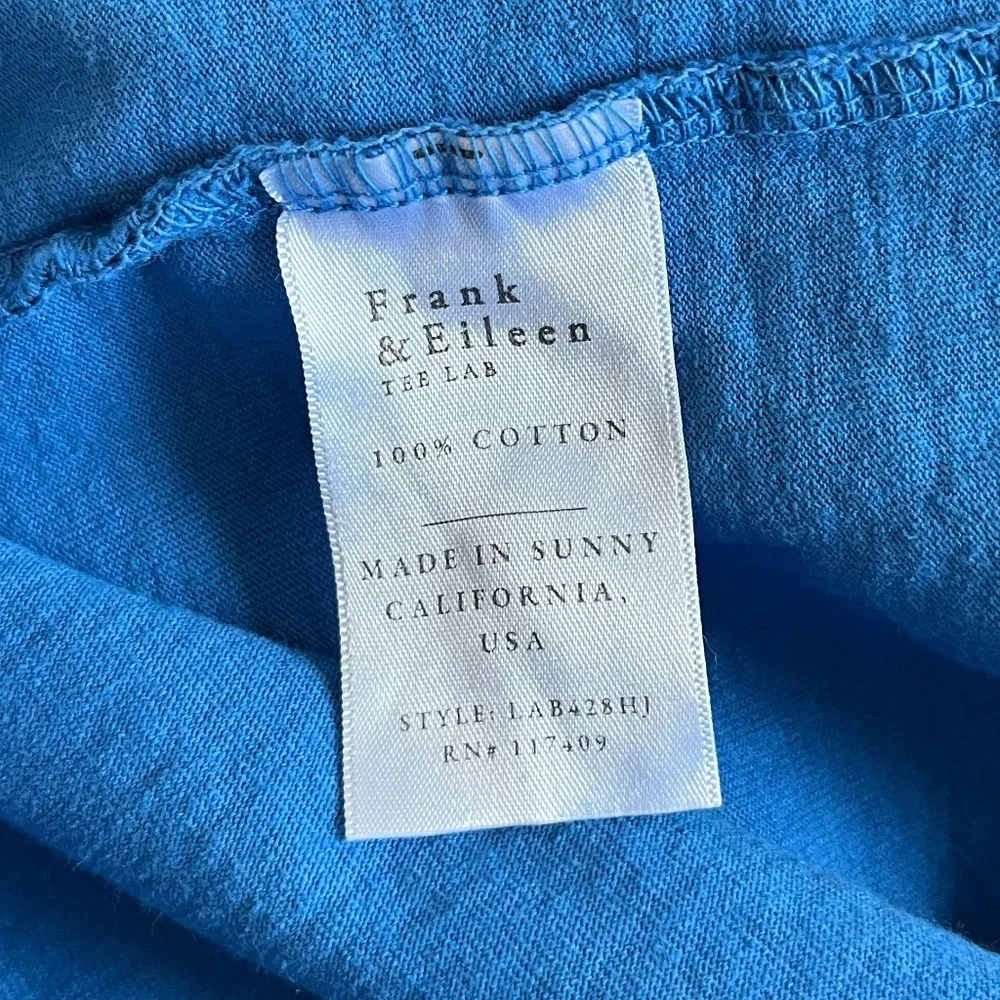 Frank
& Eileen
TEE LAB
100% COTTON
MADE IN SUNNY
CALIFORNIA,
USA
STYLE: LAB428HJ
RN# 117409